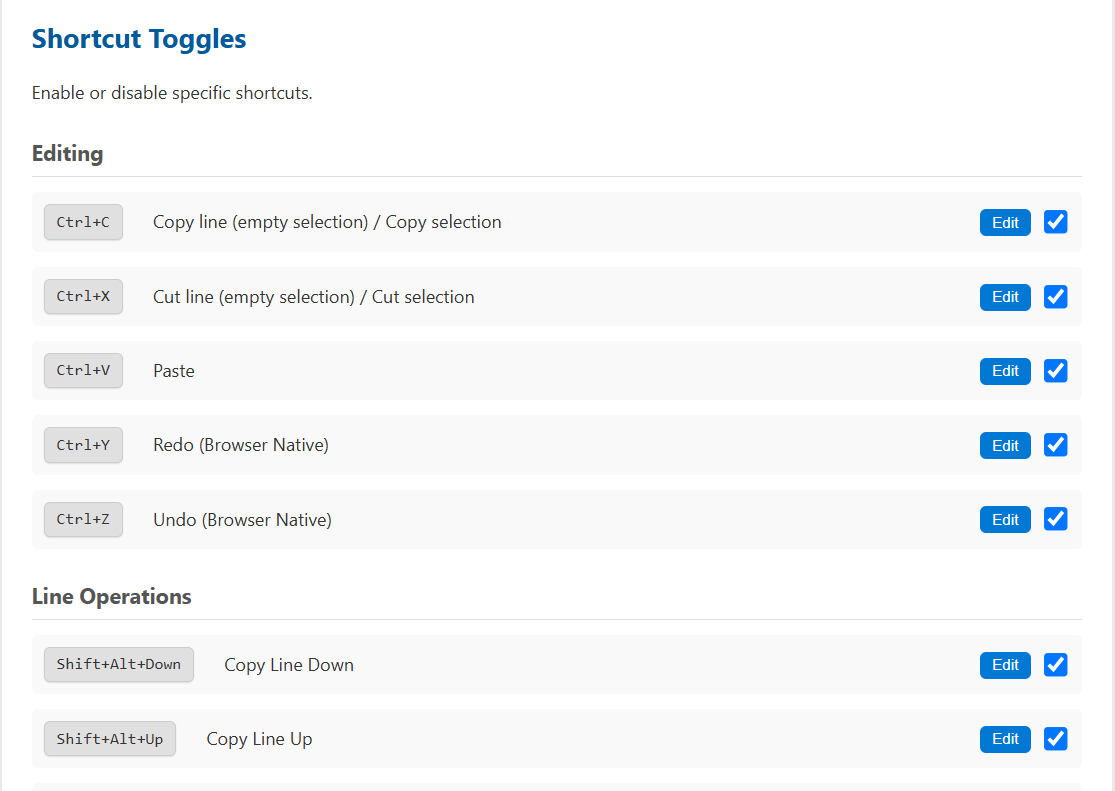 Shortcut Toggles
Enable or disable specific shortcuts.
Editing
Ctrl+C Copy line (empty selection) / Copy selection Edit
Ctrl+X Cut line (empty selection) / Cut selection Edit
Ctrl+V Paste Edit
Ctrl+Y Redo (Browser Native) Edit
Ctrl+Z Undo (Browser Native) Edit
Line Operations
Shift+Alt+Down Copy Line Down Edit
Shift+Alt+Up Copy Line Up Edit